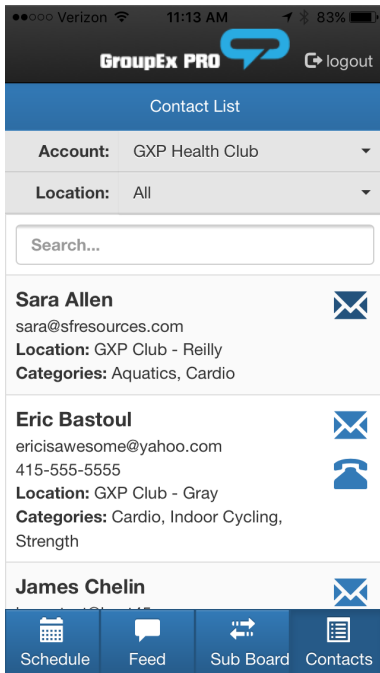 Verizon 11:13 AM 83%
GroupEx PRO logout
Contact List
Account: GXP Health Club
Location: All
Search...
Sara Allen
sara@sfresources.com
Location: GXP Club - Reilly
Categories: Aquatics, Cardio
Eric Bastoul
ericisawesome@yahoo.com
415-555-5555
Location: GXP Club - Gray
Categories: Cardio, Indoor Cycling,
Strength
James Chelin
Schedule Feed Sub Board Contacts